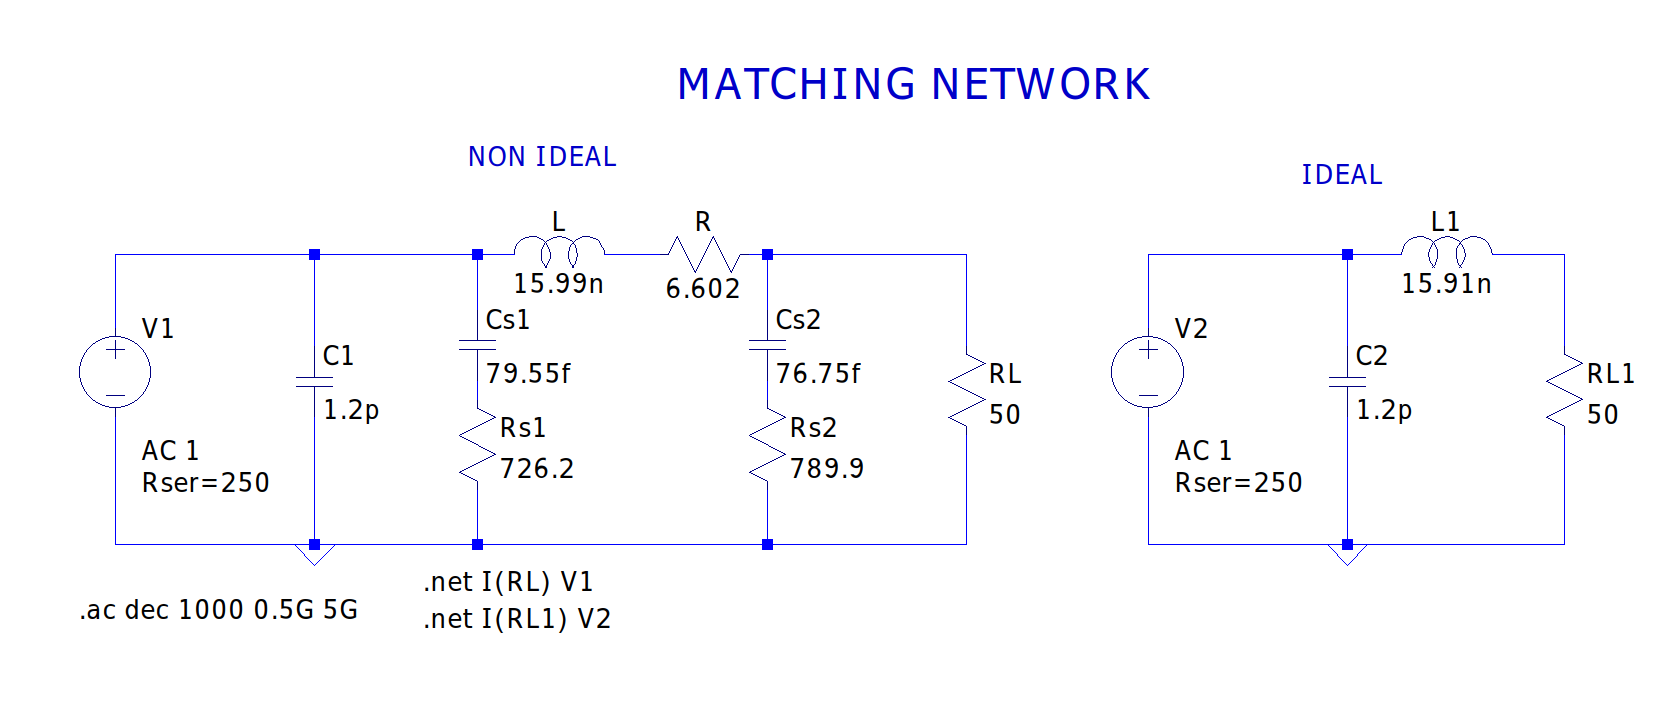 MATCHING NETWORK
NON IDEAL
IDEAL
L
R
L1
15.99n
6.602
15.91n
V1
Cs1
Cs2
V2
C1
79.55f
76.75f
RL
C2
RL1
1.2p
50
1.2p
50
Rs1
Rs2
AC 1
726.2
789.9
AC 1
Rser=250
Rser=250
.net I(RL) V1
.ac dec 1000 0.5G 5G
.net I(RL1) V2